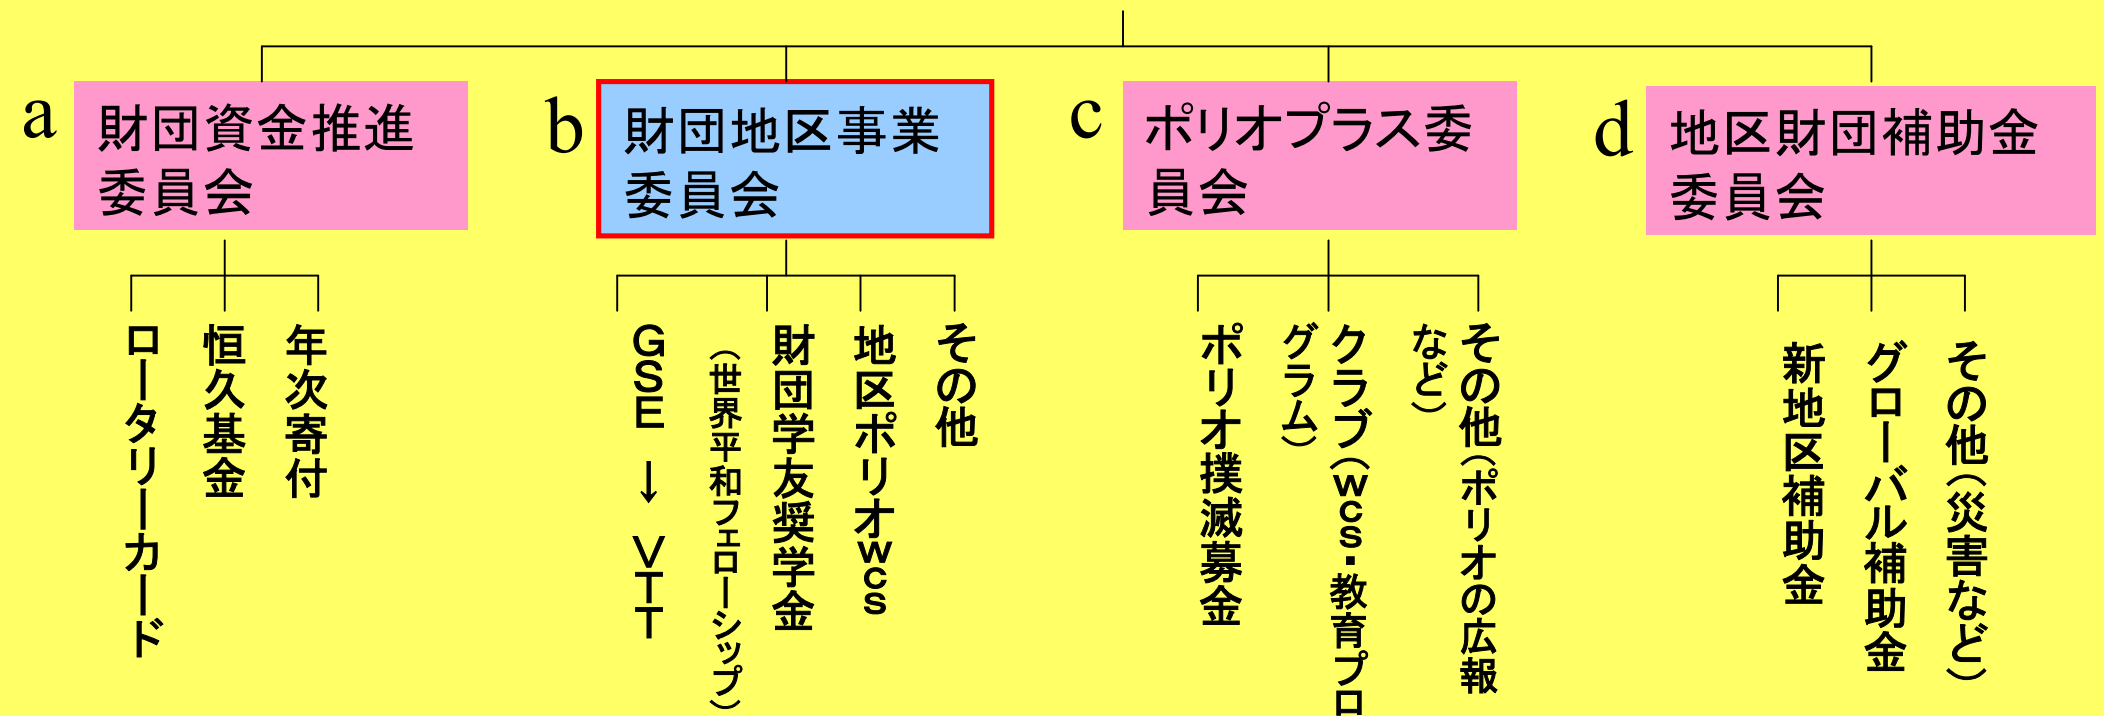 a
財団資金推進
委員会
b
財団地区事業
委員会
c
ポリオプラス委
員会
d
地区財団補助金
委員会
ロータリーカード
恒久基金
年次寄付
GSE → VTT
財団学友奨学金
(世界平和フェローシップ)
地区ポリオWCS
その他
ポリオ撲滅募金
クラブ(WCS・教育プロ
グラム)
その他(ポリオの広報
など)
新地区補助金
グローバル補助金
その他(災害など)